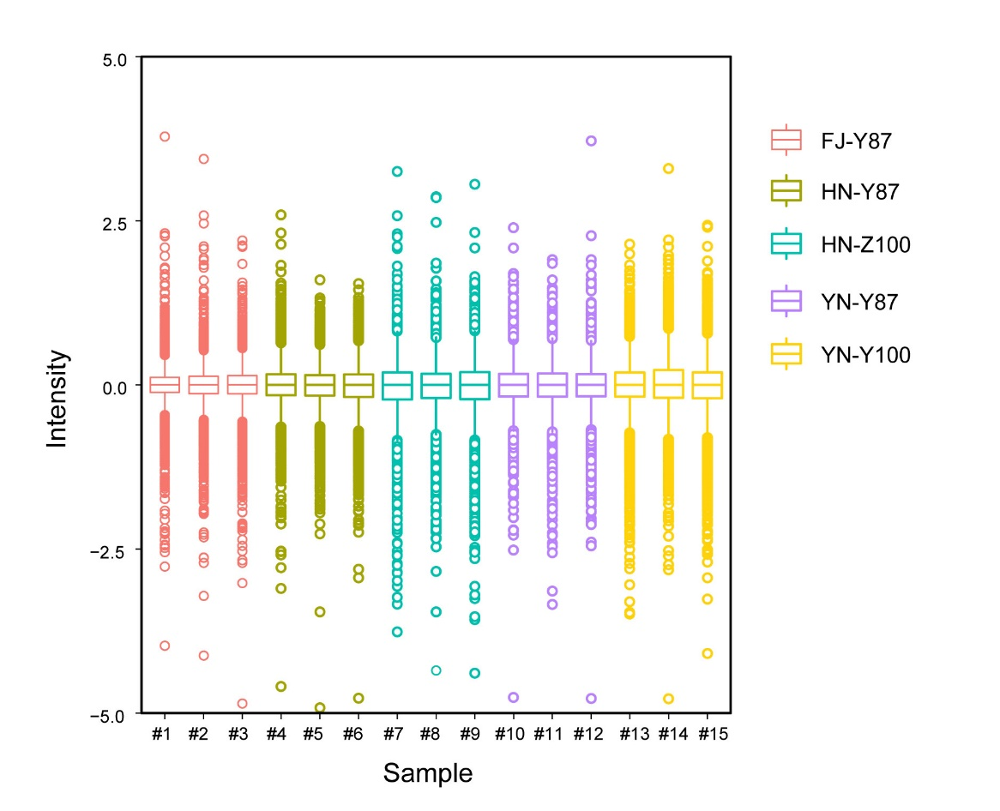 5.0
2.5
0.0
−2.5
−5.0
Intensity
#1 #2 #3 #4 #5 #6 #7 #8 #9 #10 #11 #12 #13 #14 #15
Sample
FJ-Y87
HN-Y87
HN-Z100
YN-Y87
YN-Y100